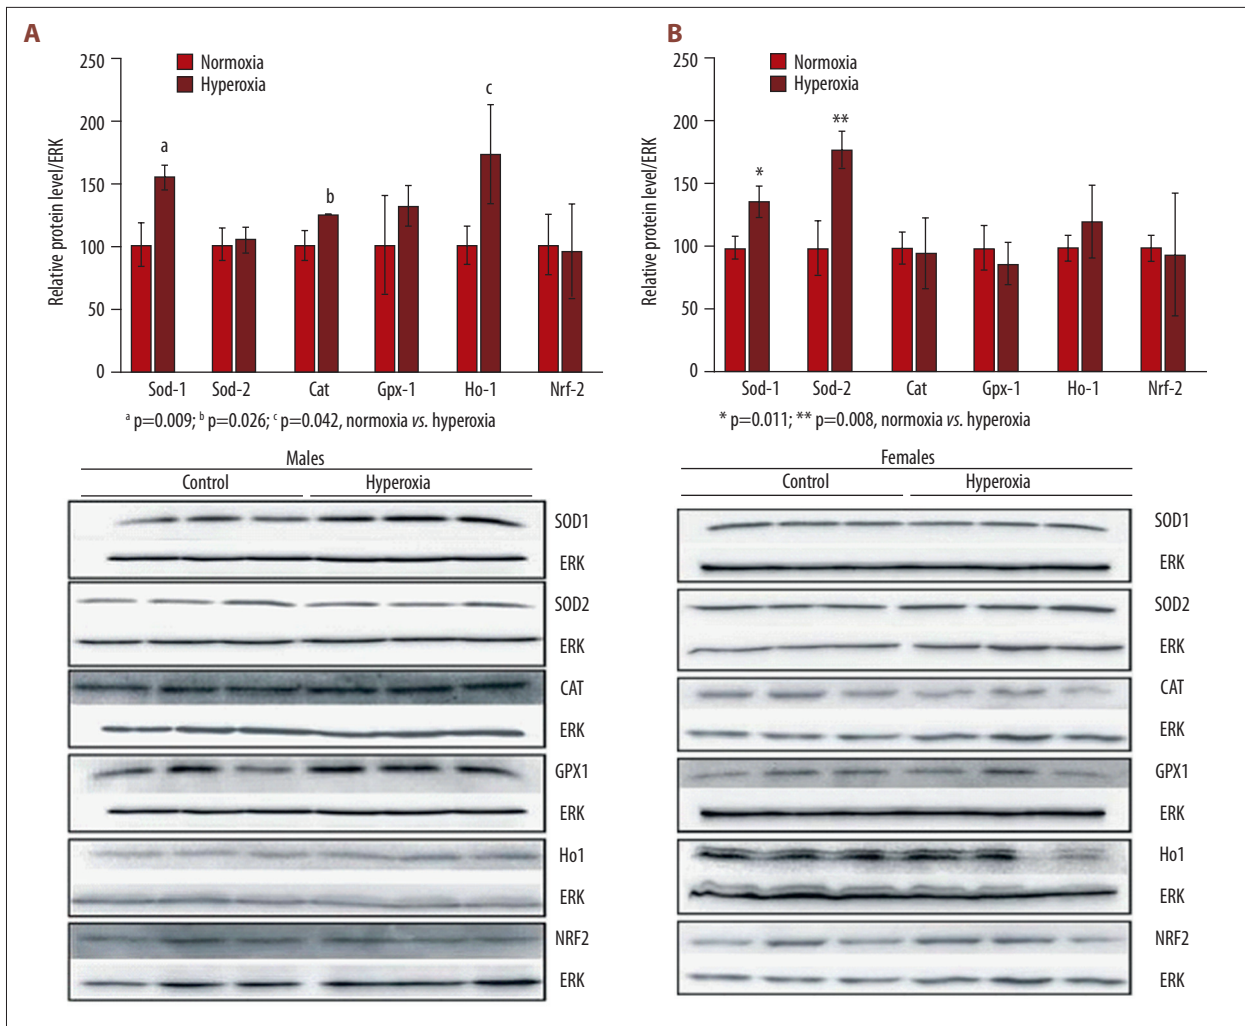 A
250
200
150
100
50
0
Relative protein level/ERK
Normoxia
Hyperoxia
a
b
c
Sod-1 Sod-2 Cat Gpx-1 Ho-1 Nrf-2
a p=0.009; b p=0.026; c p=0.042, normoxia vs. hyperoxia
Males
Control Hyperoxia
SOD1
ERK
SOD2
ERK
CAT
ERK
GPX1
ERK
Ho1
ERK
NRF2
ERK
B
250
200
150
100
50
0
Relative protein level/ERK
Normoxia
Hyperoxia
*
**
Sod-1 Sod-2 Cat Gpx-1 Ho-1 Nrf-2
* p=0.011; ** p=0.008, normoxia vs. hyperoxia
Females
Control Hyperoxia
SOD1
ERK
SOD2
ERK
CAT
ERK
GPX1
ERK
Ho1
ERK
NRF2
ERK